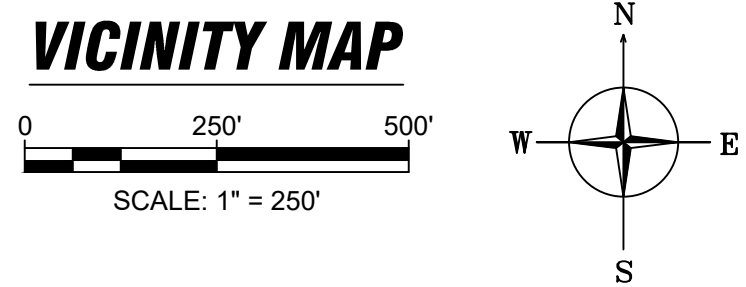 VICINITY MAP
0 250' 500'
SCALE: 1" = 250'
N
W E
S